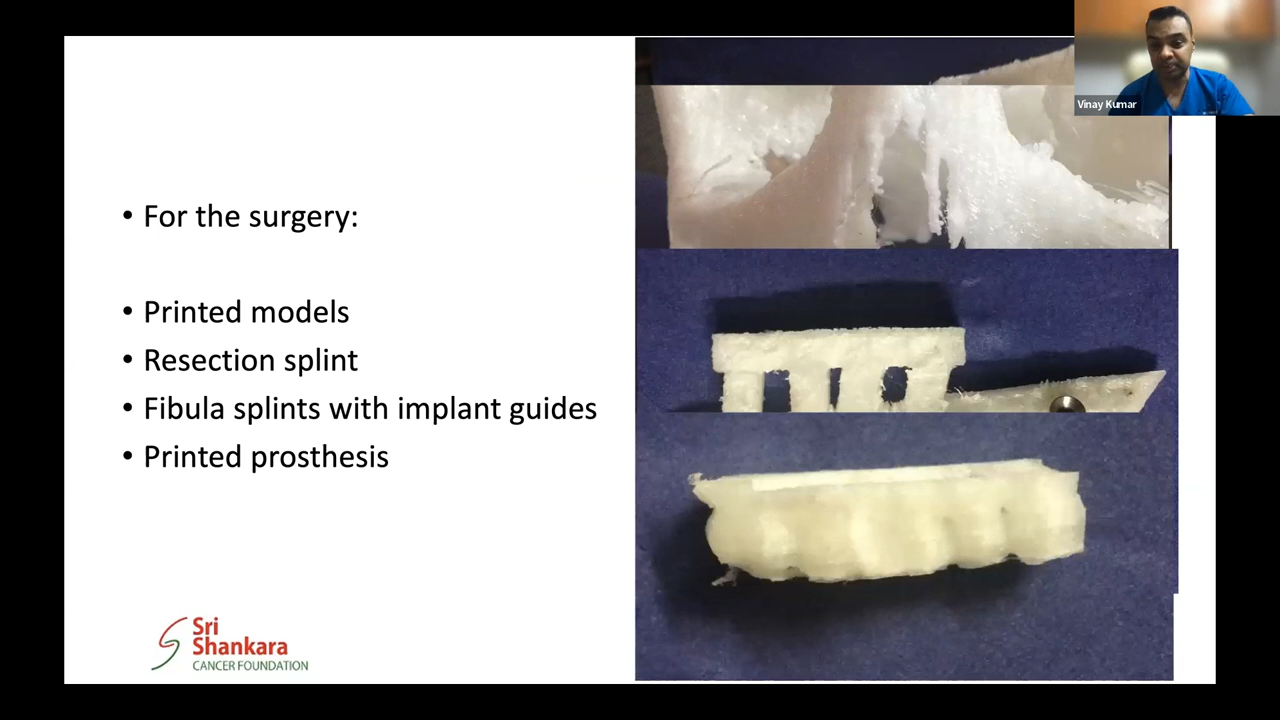 Vinay Kumar
• For the surgery:
• Printed models
• Resection splint
• Fibula splints with implant guides
• Printed prosthesis
Sri
Shankara
CANCER FOUNDATION